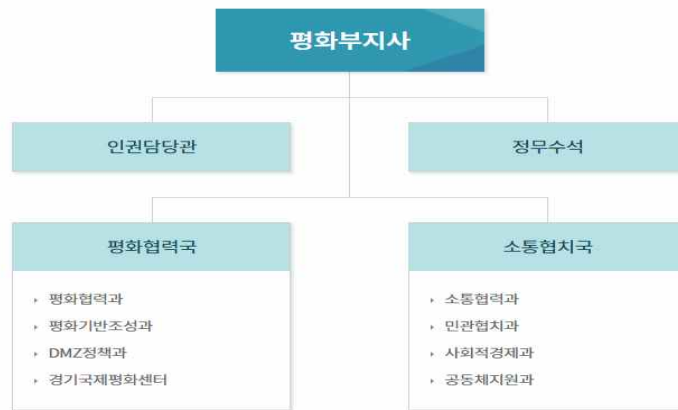 평화부지사
인권담당관
정무수석
평화협력국
평화협력과
평화기반조성과
DMZ정책과
경기국제평화센터
소통협치국
소통협력과
민관협치과
사회적경제과
공동체지원과